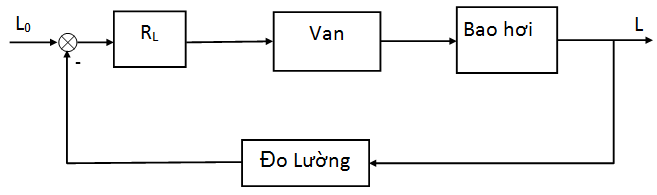 L₀
R_L
Van
Bao hơi
L
-
Đo Lường